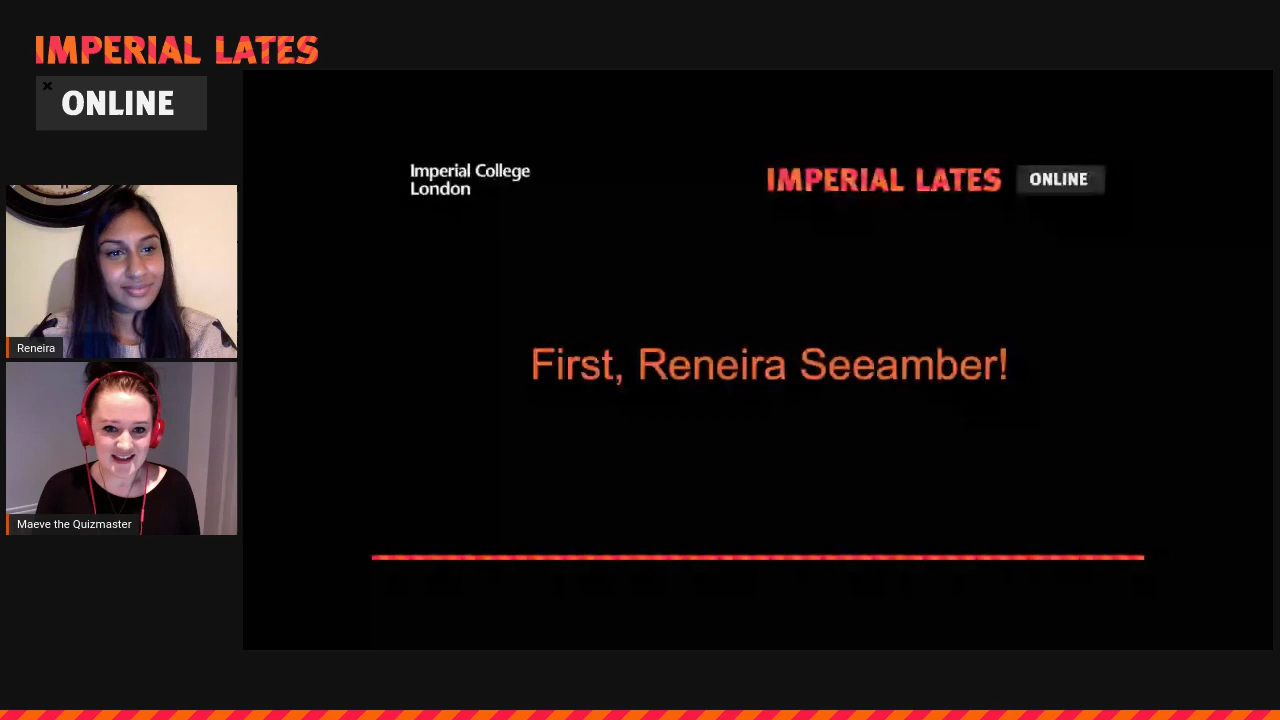 IMPERIAL LATES
ONLINE
Imperial College
London
IMPERIAL LATES ONLINE
First, Reneira Seeamber!
Reneira
Maeve the Quizmaster